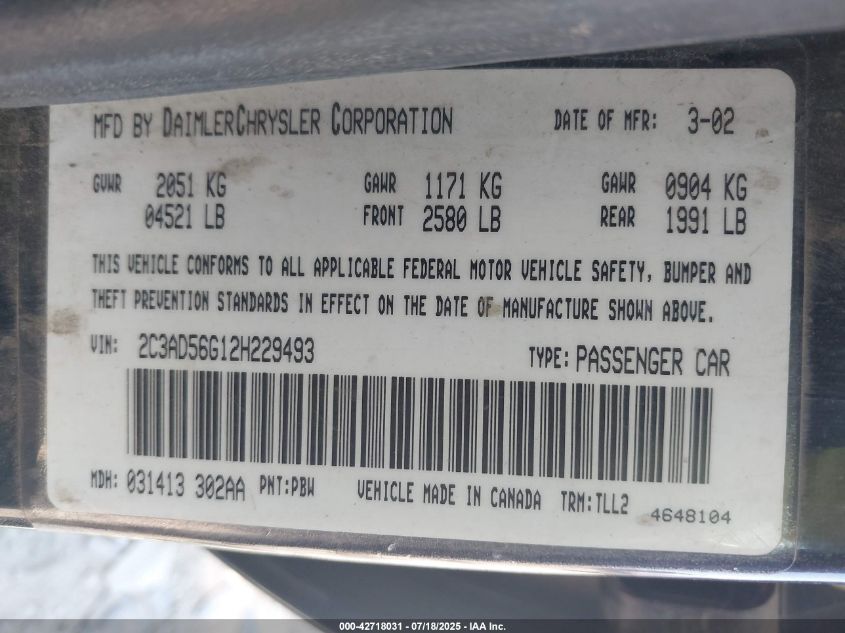 MFD BY DAIMLERCHRYSLER CORPORATION DATE OF MFR: 3-02
GVWR 2051 KG GAWR 1171 KG GAWR 0904 KG
04521 LB FRONT 2580 LB REAR 1991 LB
THIS VEHICLE CONFORMS TO ALL APPLICABLE FEDERAL MOTOR VEHICLE SAFETY, BUMPER AND
THEFT PREVENTION STANDARDS IN EFFECT ON THE DATE OF MANUFACTURE SHOWN ABOVE.
VIN: 2C3AD56G12H229493 TYPE: PASSENGER CAR
MDH: 031413 302AA PNT:PBW VEHICLE MADE IN CANADA TRM:TLL2 4648104
000-42718031 - 07/18/2025 - IAA Inc.